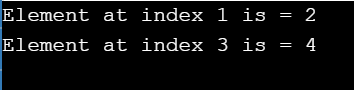 Element at index 1 is = 2
Element at index 3 is = 4